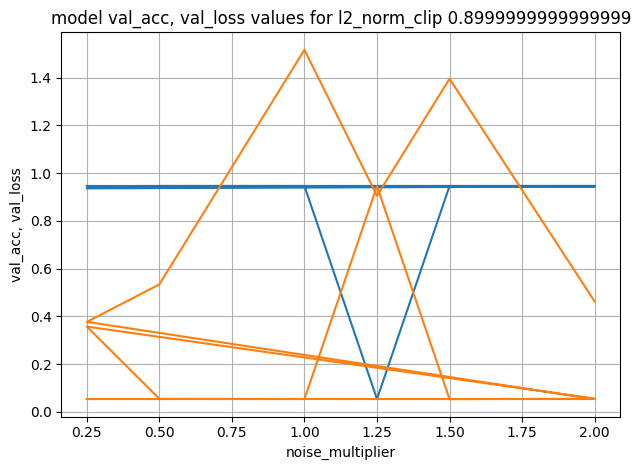 model val_acc, val_loss values for l2_norm_clip 0.8999999999999999
1.4
1.2
1.0
0.8
0.6
0.4
0.2
0.0
val_acc, val_loss
0.25 0.50 0.75 1.00 1.25 1.50 1.75 2.00
noise_multiplier